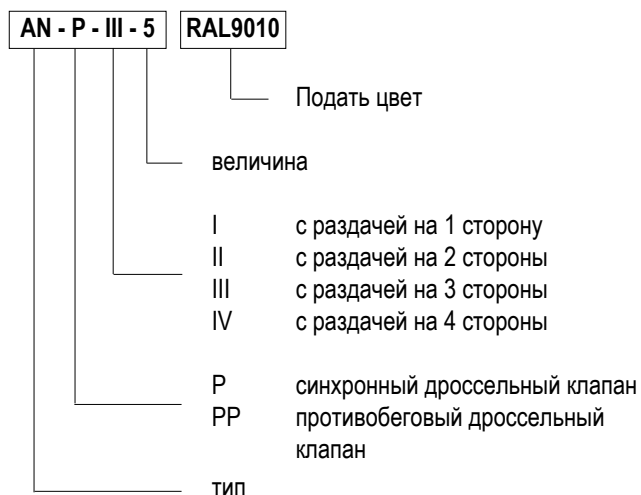 AN - P - III - 5 RAL9010
Подать цвет
величина
I с раздачей на 1 сторону
II с раздачей на 2 стороны
III с раздачей на 3 стороны
IV с раздачей на 4 стороны
P синхронный дроссельный клапан
PP противобеговый дроссельный
клапан
тип